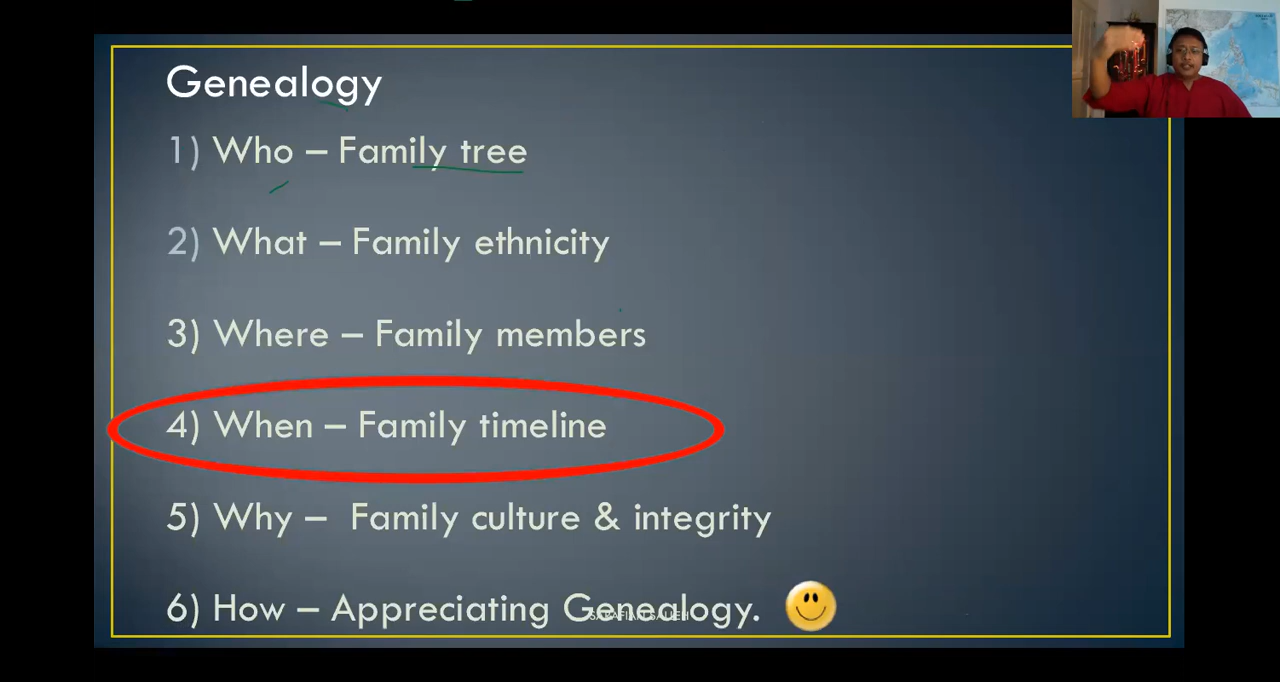 Genealogy
1) Who – Family tree
2) What – Family ethnicity
3) Where – Family members
4) When – Family timeline
5) Why – Family culture & integrity
6) How – Appreciating Genealogy.